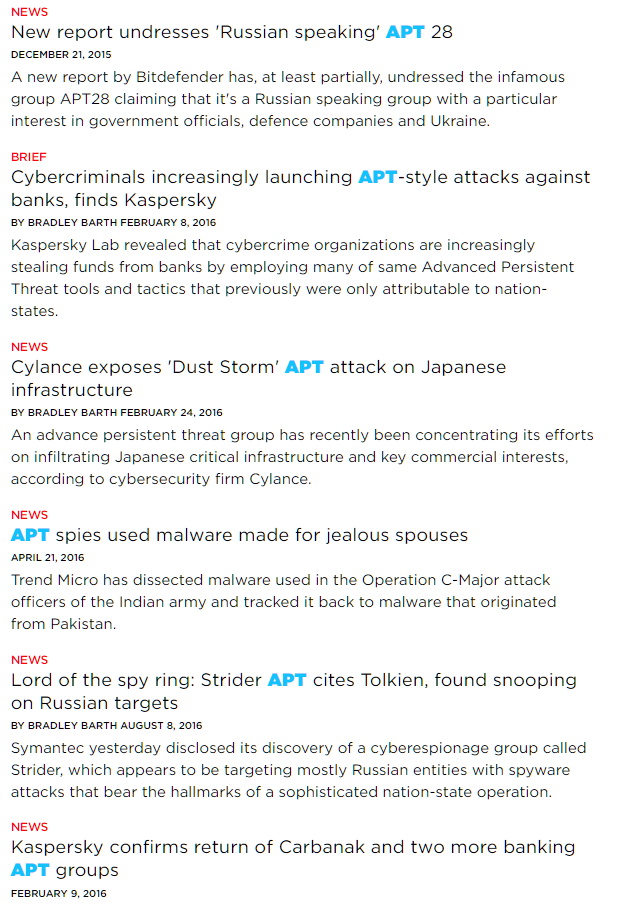 NEWS
New report undresses 'Russian speaking' APT 28
DECEMBER 21, 2015
A new report by Bitdefender has, at least partially, undressed the infamous
group APT28 claiming that it's a Russian speaking group with a particular
interest in government officials, defence companies and Ukraine.
BRIEF
Cybercriminals increasingly launching APT-style attacks against
banks, finds Kaspersky
BY BRADLEY BARTH FEBRUARY 8, 2016
Kaspersky Lab revealed that cybercrime organizations are increasingly
stealing funds from banks by employing many of same Advanced Persistent
Threat tools and tactics that previously were only attributable to nation-
states.
NEWS
Cylance exposes 'Dust Storm' APT attack on Japanese
infrastructure
BY BRADLEY BARTH FEBRUARY 24, 2016
An advance persistent threat group has recently been concentrating its efforts
on infiltrating Japanese critical infrastructure and key commercial interests,
according to cybersecurity firm Cylance.
NEWS
APT spies used malware made for jealous spouses
APRIL 21, 2016
Trend Micro has dissected malware used in the Operation C-Major attack
officers of the Indian army and tracked it back to malware that originated
from Pakistan.
NEWS
Lord of the spy ring: Strider APT cites Tolkien, found snooping
on Russian targets
BY BRADLEY BARTH AUGUST 8, 2016
Symantec yesterday disclosed its discovery of a cyberespionage group called
Strider, which appears to be targeting mostly Russian entities with spyware
attacks that bear the hallmarks of a sophisticated nation-state operation.
NEWS
Kaspersky confirms return of Carbanak and two more banking
APT groups
FEBRUARY 9, 2016